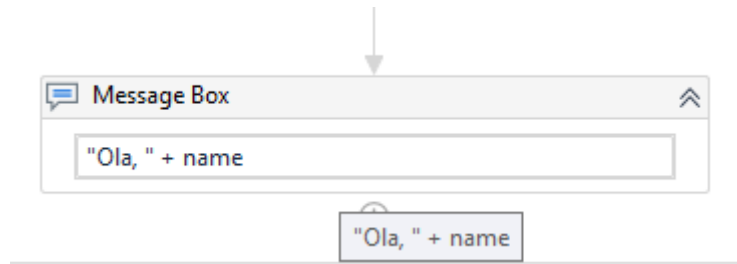 Message Box
"Ola, " + name
"Ola, " + name